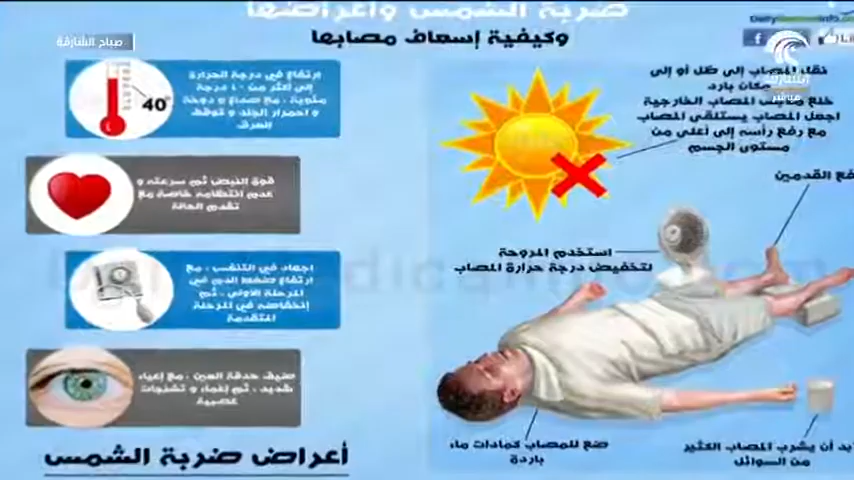 ضربة الشمس وأعراضها
وكيفية إسعاف مصابها
صباح الشارقة
الشارقة
مباشر
ارتفاع في درجة الحرارة
إلى أكثر من ٤٠ درجة
مئوية ، مع صداع و دوخة
و احمرار الجلد و توقف
العرق
40°
قوة النبض ثم سرعته و
عدم انتظامه خاصة مع
تقدم الحالة
اجهاد في التنفس ، مع
ارتفاع ضغط الدم في
المرحلة الأولى ، ثم
إنخفاضه في المرحلة
المتقدمة
ضيق حدقة العين ، مع إعياء
شديد ، ثم إغماء و تشنجات
عصبية
أعراض ضربة الشمس
نقل المصاب إلى ظل أو إلى
مكان بارد
خلع ملابس المصاب الخارجية
اجعل المصاب يستلقي المصاب
مع رفع رأسه إلى أعلى من
مستوى الجسم
القدمين
استخدم المروحة
لتخفيض درجة حرارة المصاب
ضع للمصاب كمادات ماء
باردة
أن يشرب المصاب الكثير
من السوائل